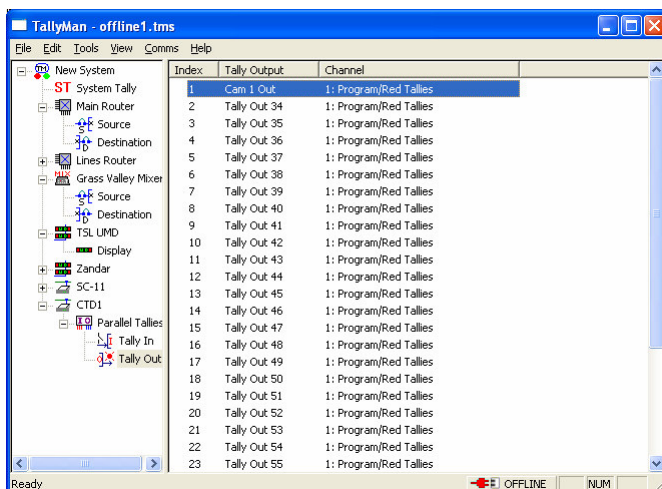 TallyMan - offline1.tms
File Edit Tools View Comms Help
New System
ST System Tally
Main Router
Source
Destination
Lines Router
Grass Valley Mixer
Source
Destination
TSL UMD
Display
Zandar
SC-11
CTD1
Parallel Tallies
Tally In
Tally Out
Index Tally Output Channel
1 Cam 1 Out 1: Program/Red Tallies
2 Tally Out 34 1: Program/Red Tallies
3 Tally Out 35 1: Program/Red Tallies
4 Tally Out 36 1: Program/Red Tallies
5 Tally Out 37 1: Program/Red Tallies
6 Tally Out 38 1: Program/Red Tallies
7 Tally Out 39 1: Program/Red Tallies
8 Tally Out 40 1: Program/Red Tallies
9 Tally Out 41 1: Program/Red Tallies
10 Tally Out 42 1: Program/Red Tallies
11 Tally Out 43 1: Program/Red Tallies
12 Tally Out 44 1: Program/Red Tallies
13 Tally Out 45 1: Program/Red Tallies
14 Tally Out 46 1: Program/Red Tallies
15 Tally Out 47 1: Program/Red Tallies
16 Tally Out 48 1: Program/Red Tallies
17 Tally Out 49 1: Program/Red Tallies
18 Tally Out 50 1: Program/Red Tallies
19 Tally Out 51 1: Program/Red Tallies
20 Tally Out 52 1: Program/Red Tallies
21 Tally Out 53 1: Program/Red Tallies
22 Tally Out 54 1: Program/Red Tallies
23 Tally Out 55 1: Program/Red Tallies
Ready OFFLINE NUM